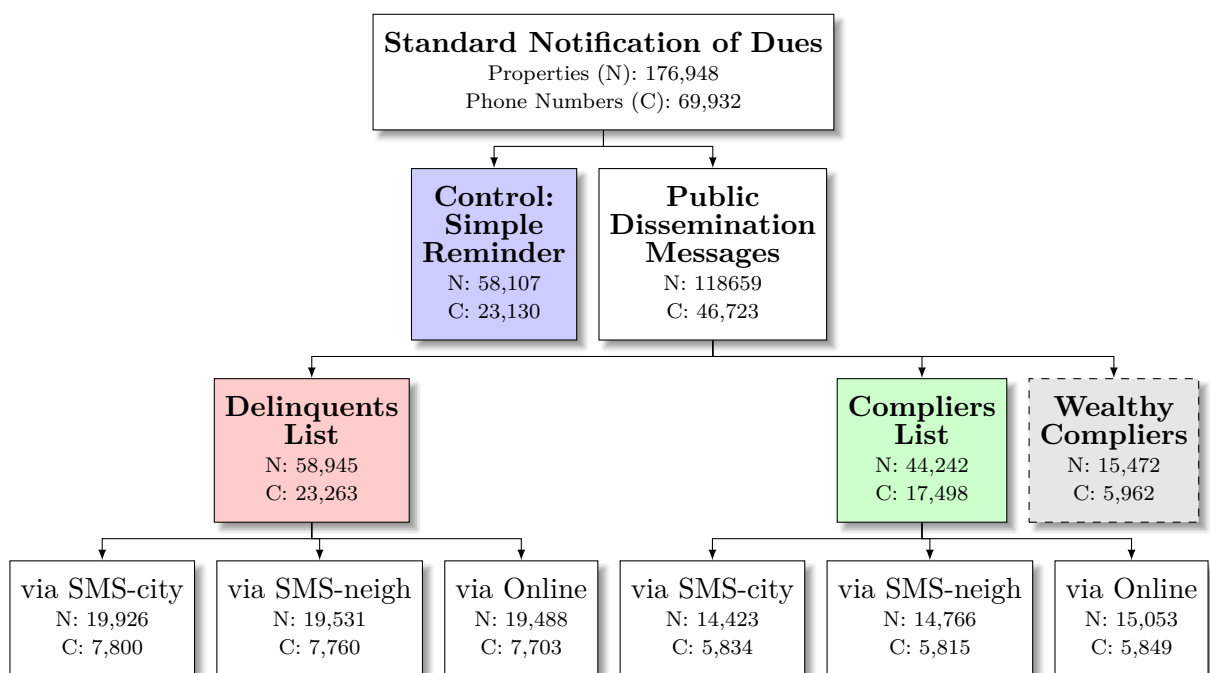 Standard Notification of Dues
Properties (N): 176,948
Phone Numbers (C): 69,932
Control:
Simple
Reminder
N: 58,107
C: 23,130
Public
Dissemination
Messages
N: 118659
C: 46,723
Delinquents
List
N: 58,945
C: 23,263
Compliers
List
N: 44,242
C: 17,498
Wealthy
Compliers
N: 15,472
C: 5,962
via SMS-city
N: 19,926
C: 7,800
via SMS-neigh
N: 19,531
C: 7,760
via Online
N: 19,488
C: 7,703
via SMS-city
N: 14,423
C: 5,834
via SMS-neigh
N: 14,766
C: 5,815
via Online
N: 15,053
C: 5,849